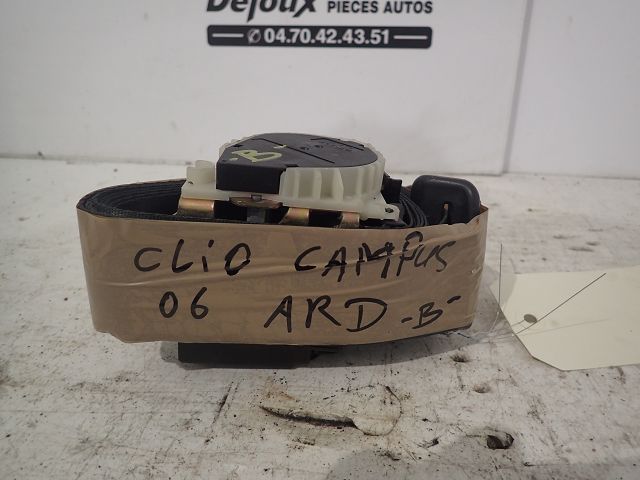 Dejoux PIECES AUTOS
04.70.42.43.51
B
CLIO CAMPUS
06 ARD -B-